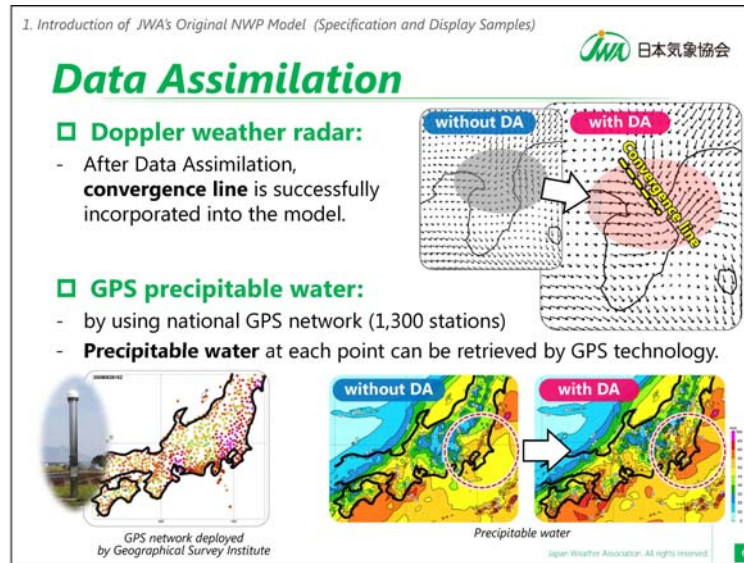 1. Introduction of JWA's Original NWP Model (Specification and Display Samples)
JWA 日本気象協会
Data Assimilation
Doppler weather radar:
- After Data Assimilation,
convergence line is successfully
incorporated into the model.
without DA
with DA
Convergence line
GPS precipitable water:
- by using national GPS network (1,300 stations)
- Precipitable water at each point can be retrieved by GPS technology.
without DA
with DA
GPS network deployed
by Geographical Survey Institute
Precipitable water
Japan Weather Association. All rights reserved.